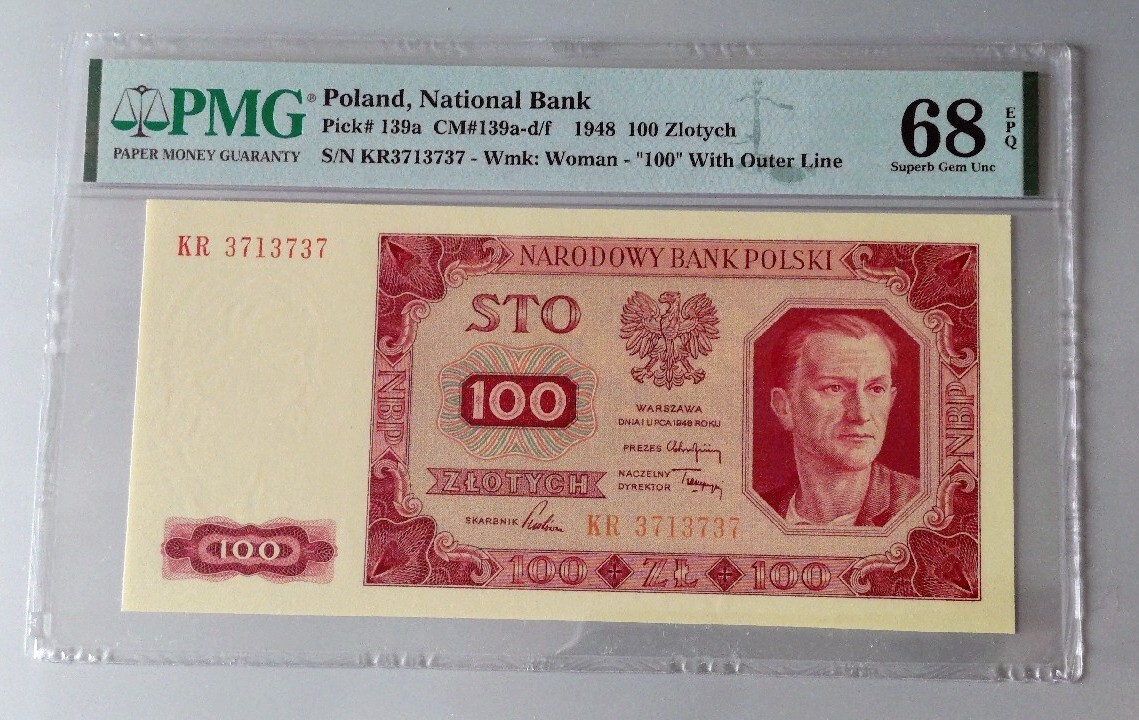 PMG®
PAPER MONEY GUARANTY
Poland, National Bank
Pick# 139a CM#139a-d/f 1948 100 Zlotych
S/N KR3713737 - Wmk: Woman - "100" With Outer Line
68
EPQ
Superb Gem Unc
KR 3713737
NARODOWY BANK POLSKI
STO
100
ZŁOTYCH
WARSZAWA
DNIA 1 LIPCA 1948 ROKU
PREZES
NACZELNY
DYREKTOR
SKARBNIK
KR 3713737
NBP
NBP
100
100 ZŁ 100